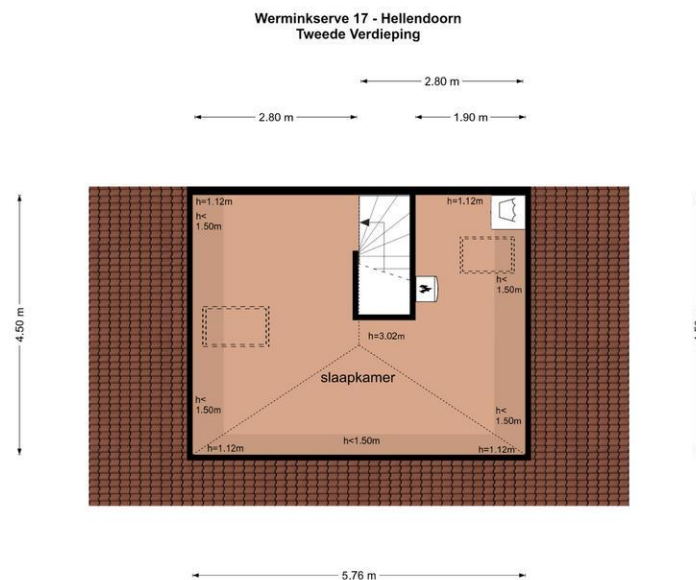 Werminkserve 17 - Hellendoorn
Tweede Verdieping
2.80 m
2.80 m
1.90 m
h=1.12m
h<
1.50m
h=1.12m
h<
1.50m
4.50 m
h=3.02m
slaapkamer
h<
1.50m
h<
1.50m
h<1.50m
h=1.12m
h=1.12m
5.76 m